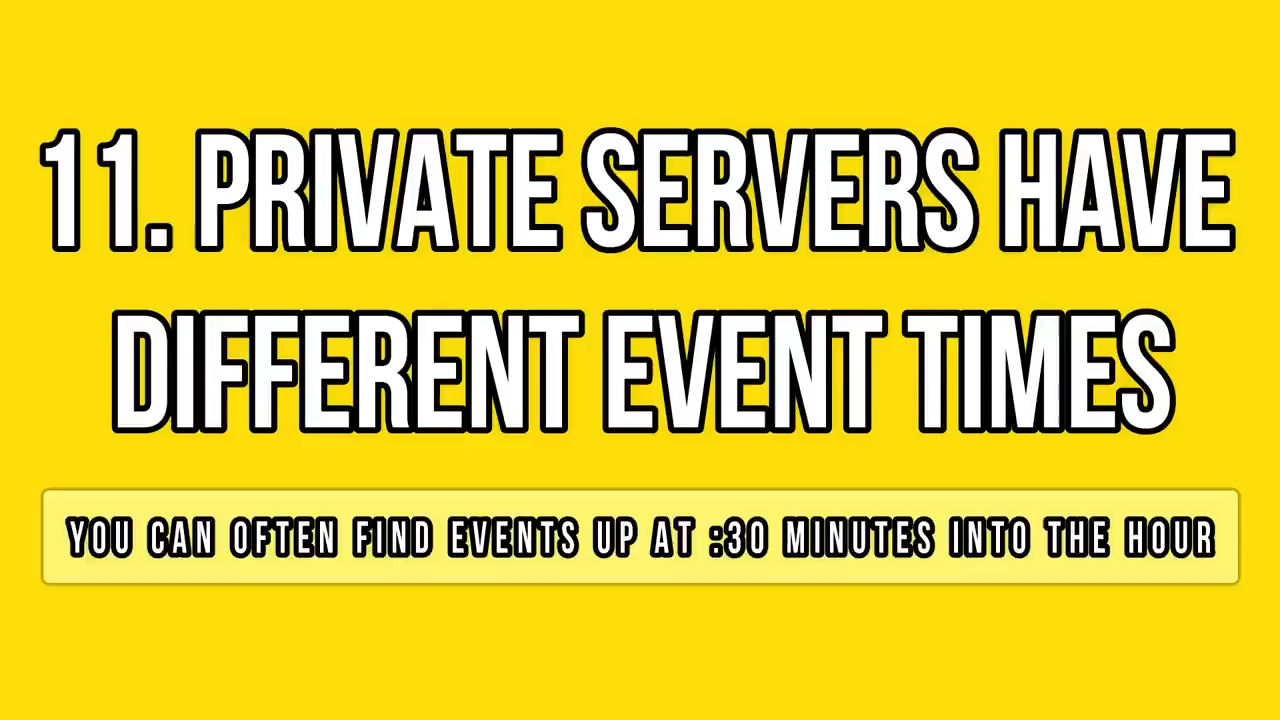 11. PRIVATE SERVERS HAVE
DIFFERENT EVENT TIMES
YOU CAN OFTEN FIND EVENTS UP AT :30 MINUTES INTO THE HOUR